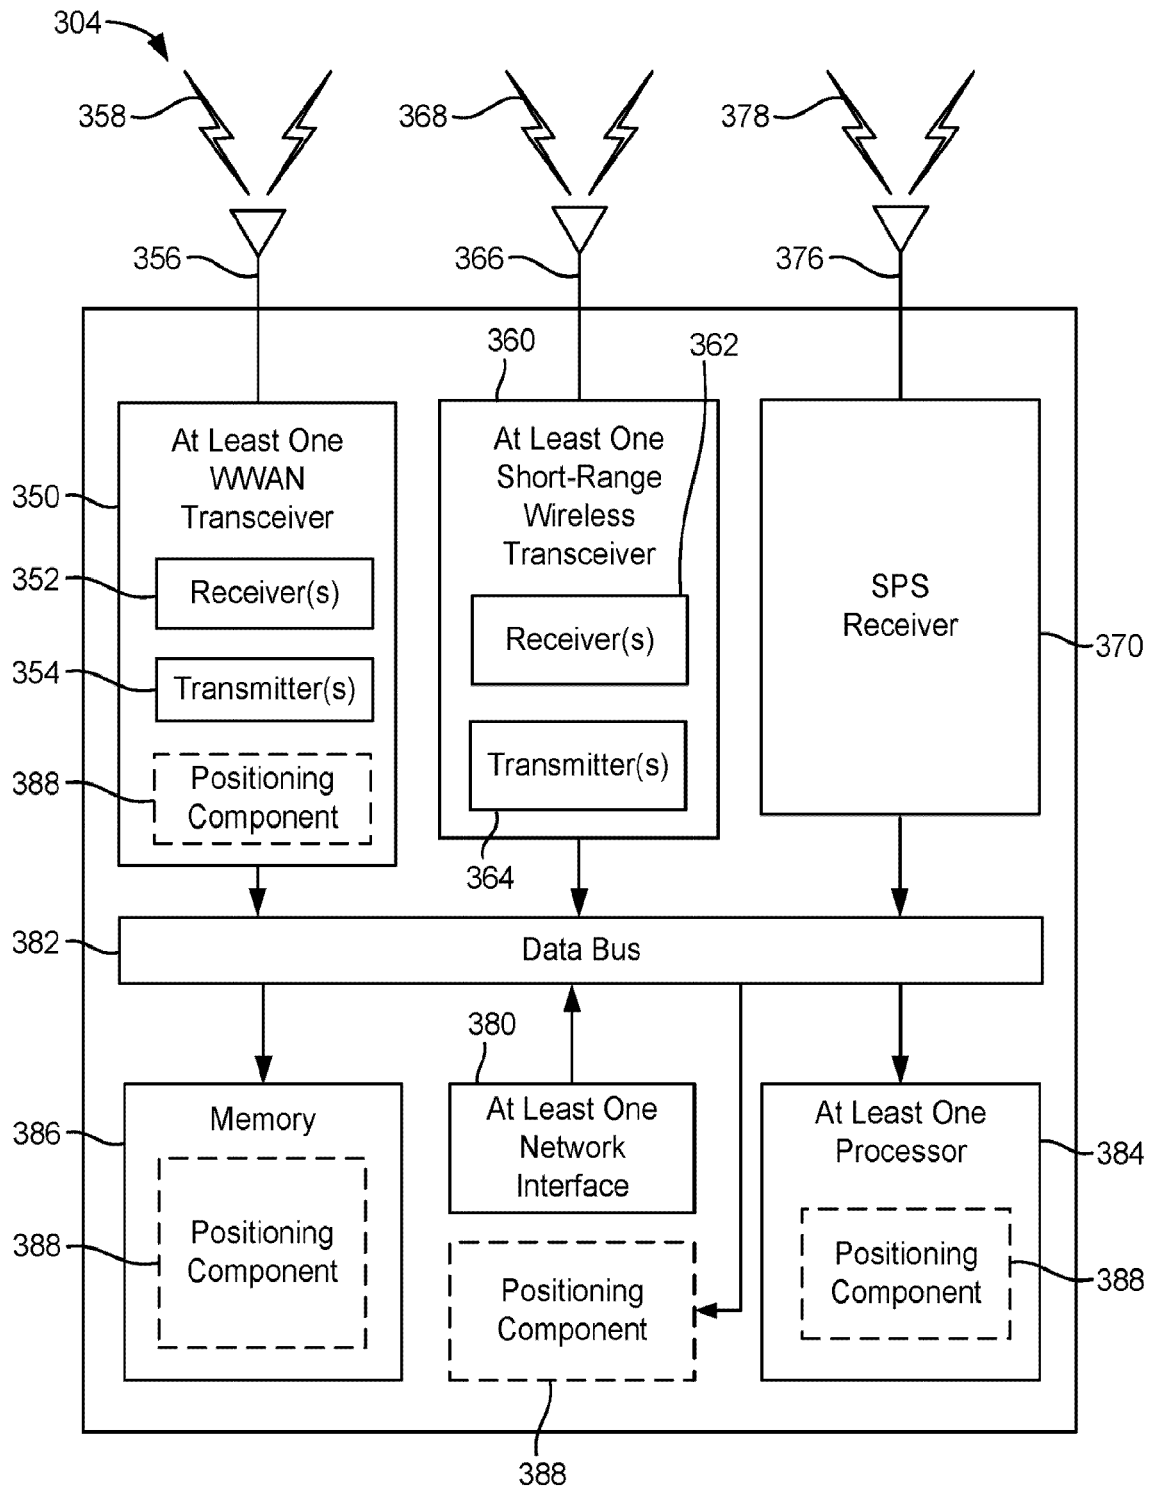 304
358
368
378
356
366
376
360
362
At Least One
WWAN
Transceiver
350
352
Receiver(s)
354
Transmitter(s)
388
Positioning
Component
At Least One
Short-Range
Wireless
Transceiver
Receiver(s)
Transmitter(s)
364
SPS
Receiver
370
382
Data Bus
380
386
Memory
388
Positioning
Component
At Least One
Network
Interface
Positioning
Component
388
At Least One
Processor
384
Positioning
Component
388